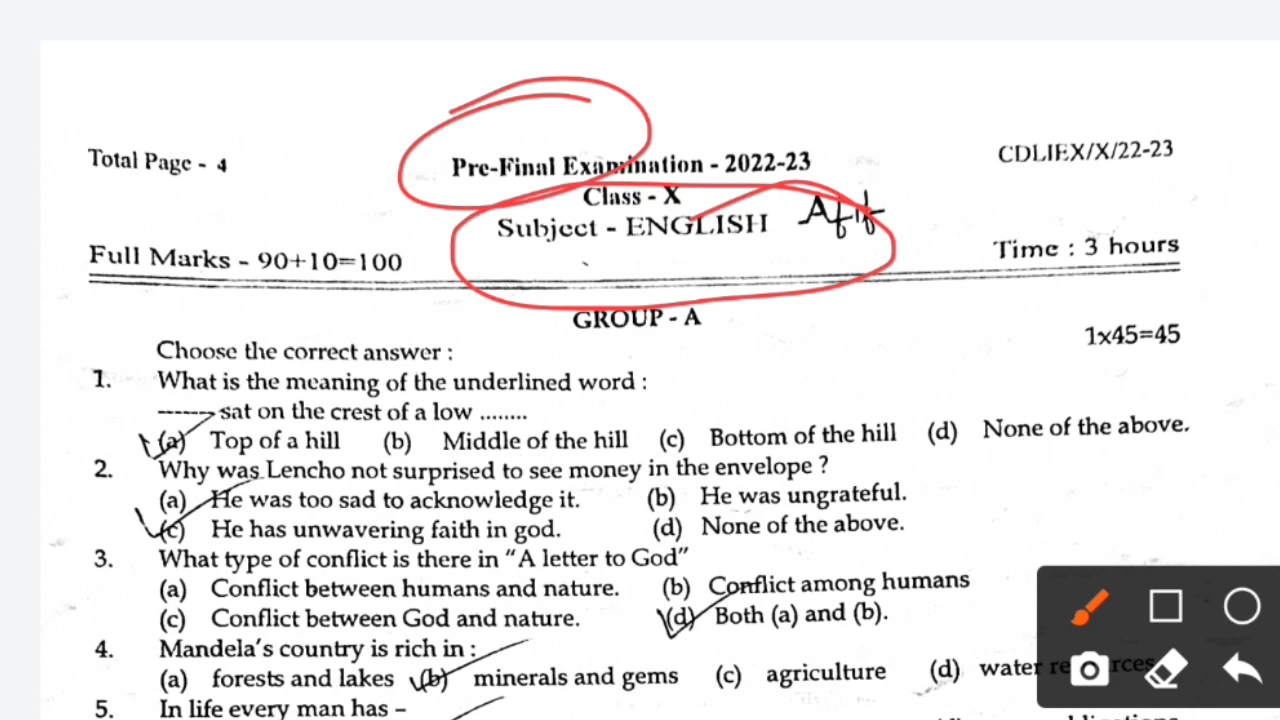 Total Page - 4
Pre-Final Examination - 2022-23
CDLIEX/X/22-23
Class - X
Subject - ENGLISH Afif
Full Marks - 90+10=100
Time : 3 hours
GROUP - A
1x45=45
Choose the correct answer :
1. What is the meaning of the underlined word :
------- sat on the crest of a low ........
(a) Top of a hill (b) Middle of the hill (c) Bottom of the hill (d) None of the above.
2. Why was Lencho not surprised to see money in the envelope ?
(a) He was too sad to acknowledge it. (b) He was ungrateful.
(c) He has unwavering faith in god. (d) None of the above.
3. What type of conflict is there in “A letter to God”
(a) Conflict between humans and nature. (b) Conflict among humans
(c) Conflict between God and nature. (d) Both (a) and (b).
4. Mandela's country is rich in :
(a) forests and lakes (b) minerals and gems (c) agriculture (d) water
5. In life every man has –